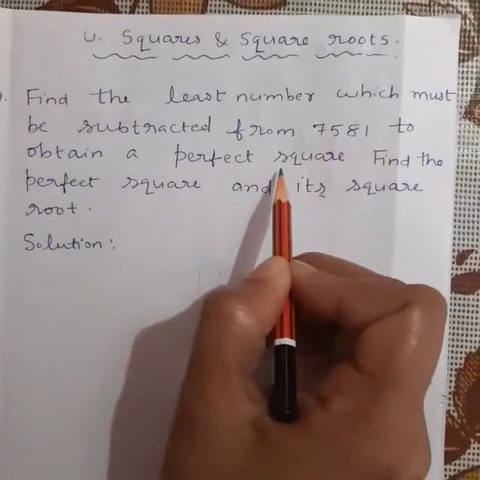 U. Squares & Square roots.
Find the least number which must
be subtracted from 7581 to
obtain a perfect square. Find the
perfect square and its square
root.
Solution: